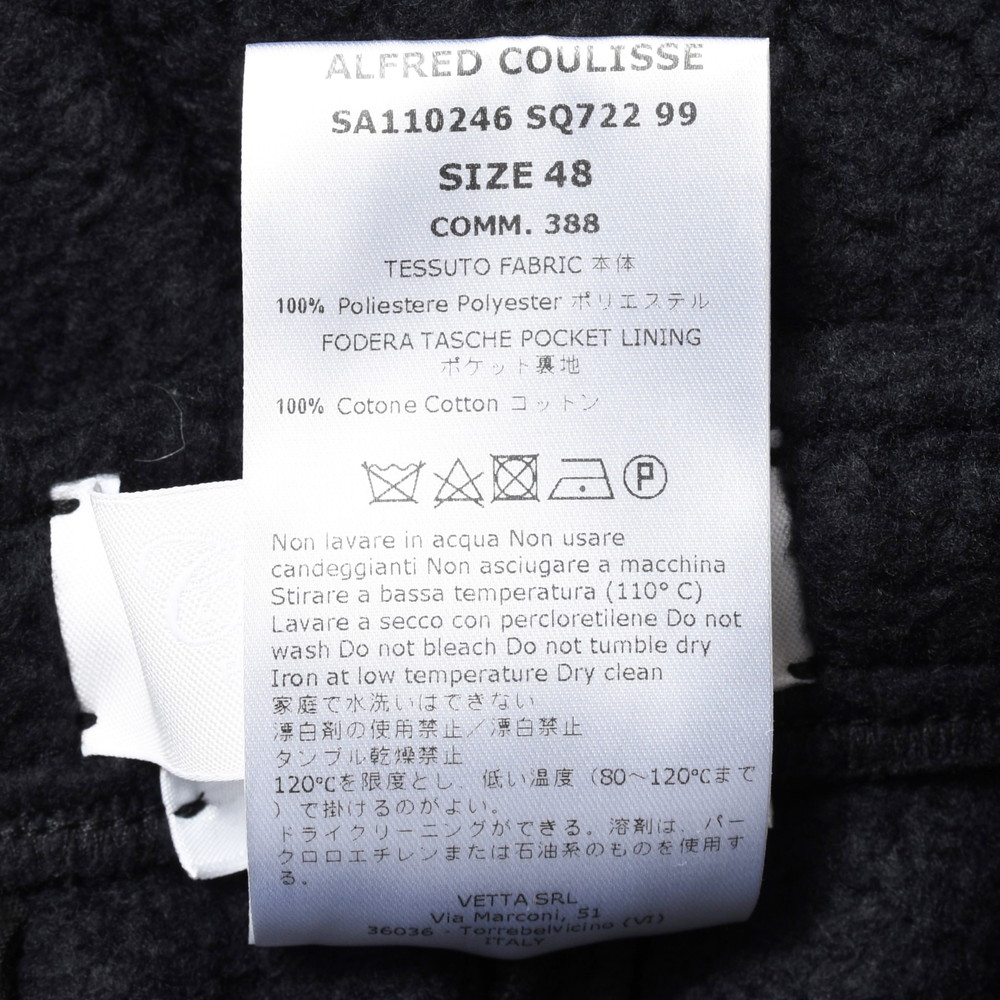 ALFRED COULISSE
SA110246 SQ722 99
SIZE 48
COMM. 388
TESSUTO FABRIC 本体
100% Poliestere Polyester ポリエステル
FODERA TASCHE POCKET LINING
ポケット裏地
100% Cotone Cotton コットン
P
Non lavare in acqua Non usare
candeggianti Non asciugare a macchina
Stirare a bassa temperatura (110° C)
Lavare a secco con percloretilene Do not
wash Do not bleach Do not tumble dry
Iron at low temperature Dry clean
家庭で水洗いはできない
漂白剤の使用禁止／漂白禁止
タンブル乾燥禁止
120℃を限度とし、低い温度（80～120℃まで
）で掛けるのがよい。
ドライクリーニングができる。溶剤は、パー
クロロエチレンまたは石油系のものを使用す
る。
VETTA SRL
Via Marconi, 51
36036 - Torrebelvicino (VI)
ITALY